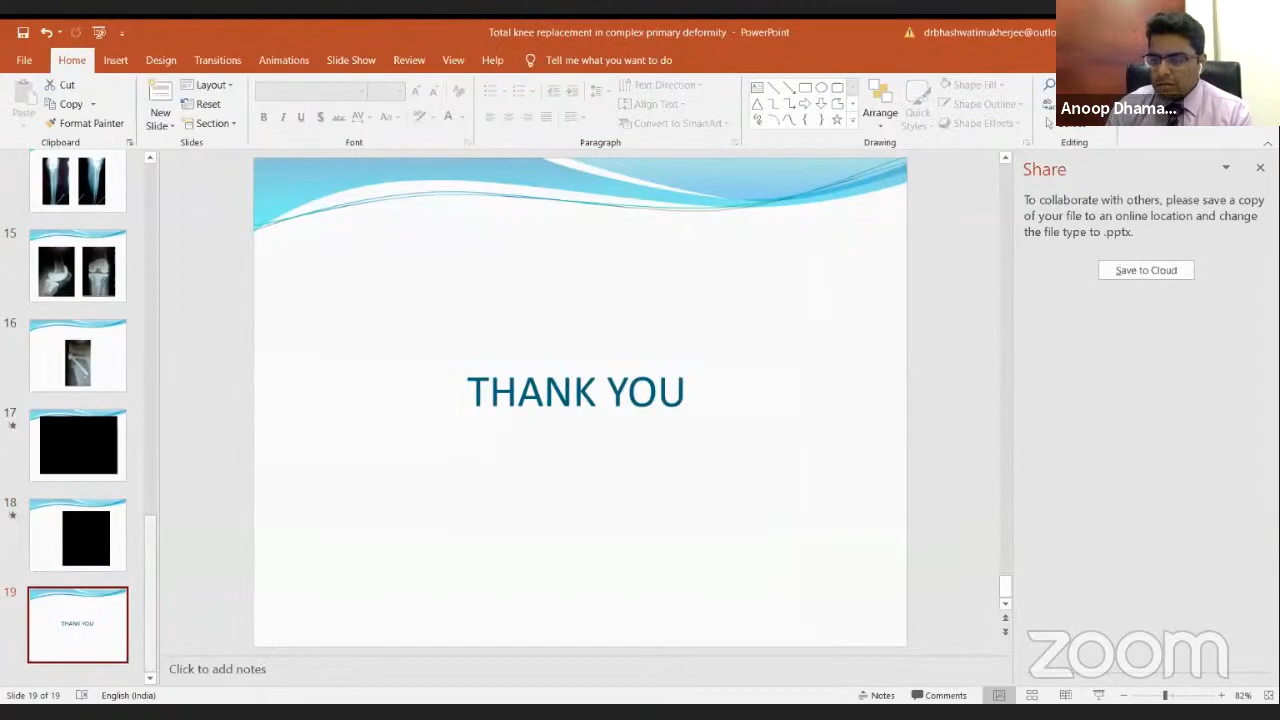 Total knee replacement in complex primary deformity - PowerPoint
drbhashwatimukherjee@outlo
File Home Insert Design Transitions Animations Slide Show Review View Help Tell me what you want to do
Cut
Copy
Format Painter
Paste
Clipboard
New
Slide
Layout
Reset
Section
Slides
B I U S abc AV Aa A
Font
Text Direction
Align Text
Convert to SmartArt
Paragraph
Arrange
Quick
Styles
Shape Fill
Shape Outline
Shape Effects
Drawing
Editing
Anoop Dhama...
15
16
17
18
19
THANK YOU
THANK YOU
Share
To collaborate with others, please save a copy
of your file to an online location and change
the file type to .pptx.
Save to Cloud
Click to add notes
zoom
Slide 19 of 19 English (India) Notes Comments 82%